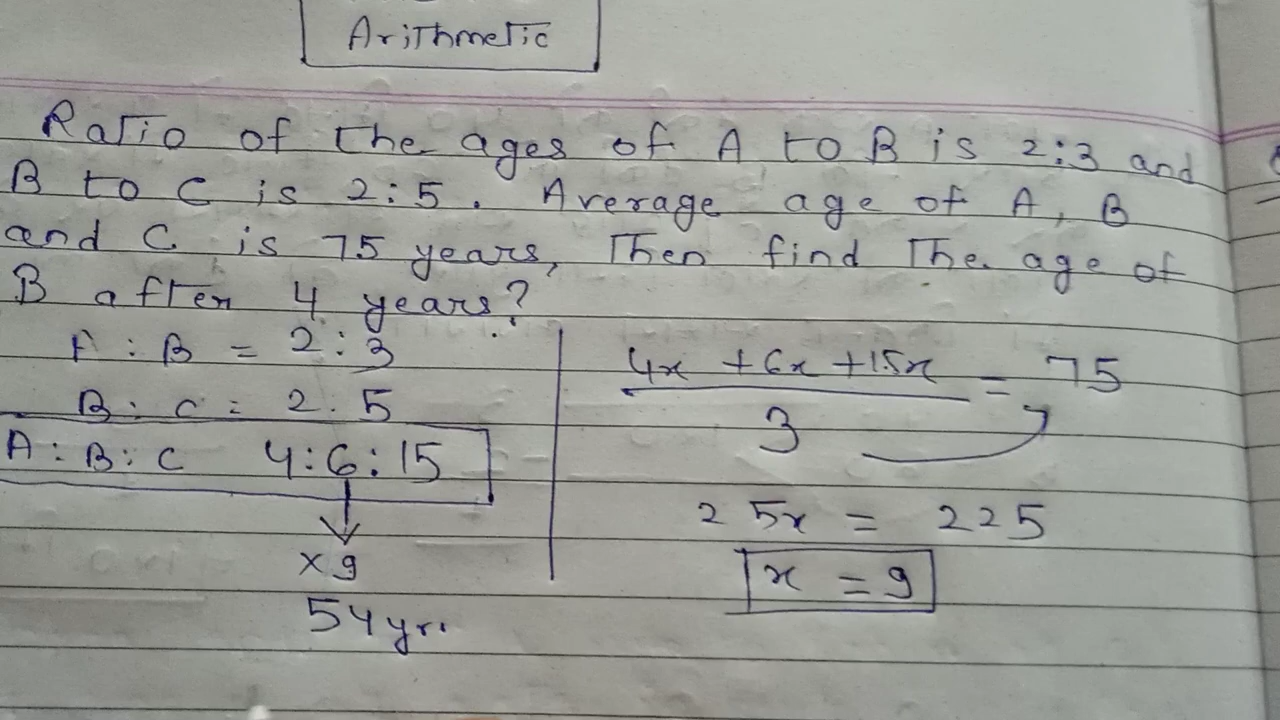 Arithmetic
Ratio of the ages of A to B is 2:3 and
B to C is 2:5. Average age of A, B
and C is 75 years, Then find The age of
B after 4 years?
A : B = 2:3
B : C = 2.5
A : B : C 4:6:15
×9
54yr.
4x + 6x + 15x = 75
3
25x = 225
x = 9